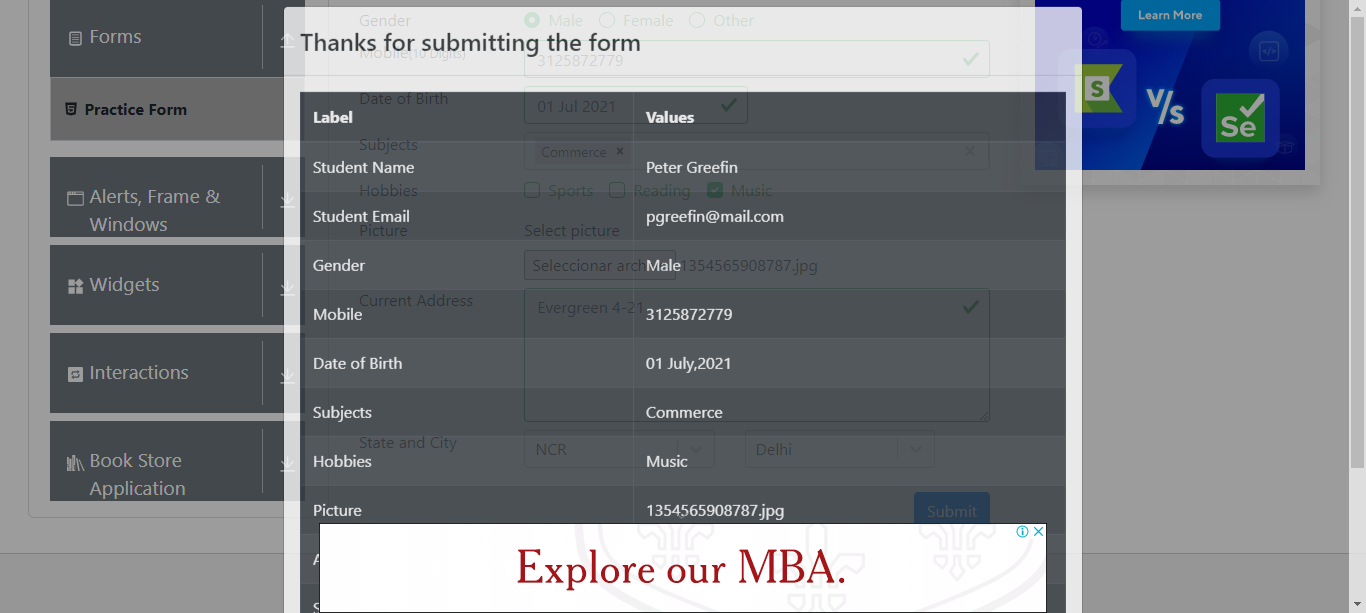 Forms
Practice Form
Alerts, Frame &
Windows
Widgets
Interactions
Book Store
Application
Gender
Male
Female
Other
Thanks for submitting the form
Mobile(10 Digits)
3125872779
Date of Birth
01 Jul 2021
Subjects
Commerce ×
Hobbies
Sports
Reading
Music
Picture
Select picture
Seleccionar arch
1354565908787.jpg
Current Address
Evergreen 4-21
State and City
NCR
Delhi
Submit
Label Values
Student Name Peter Greefin
Student Email pgreefin@mail.com
Gender Male
Mobile 3125872779
Date of Birth 01 July,2021
Subjects Commerce
Hobbies Music
Picture 1354565908787.jpg
Explore our MBA.
Learn More
S
V/s
Se